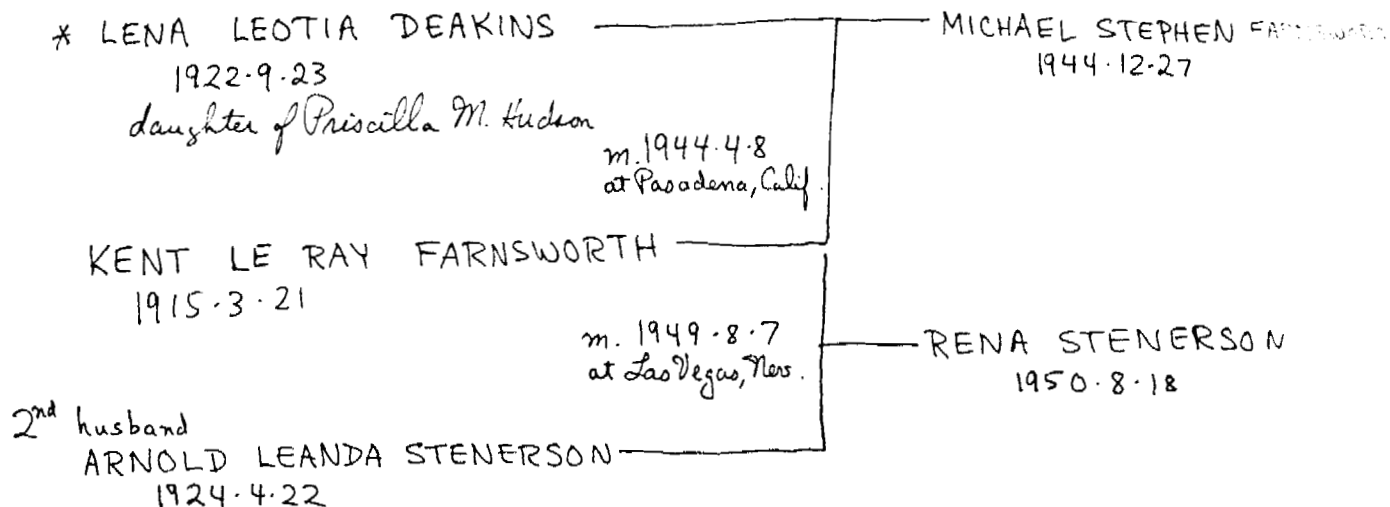 * LENA LEOTIA DEAKINS
1922·9·23
daughter of Priscilla M. Hudson
MICHAEL STEPHEN FARNSWORTH
1944·12·27
m. 1944·4·8
at Pasadena, Calif.
KENT LE RAY FARNSWORTH
1915·3·21
m. 1949·8·7
at Las Vegas, Nev.
RENA STENERSON
1950·8·18
2nd husband
ARNOLD LEANDA STENERSON
1924·4·22